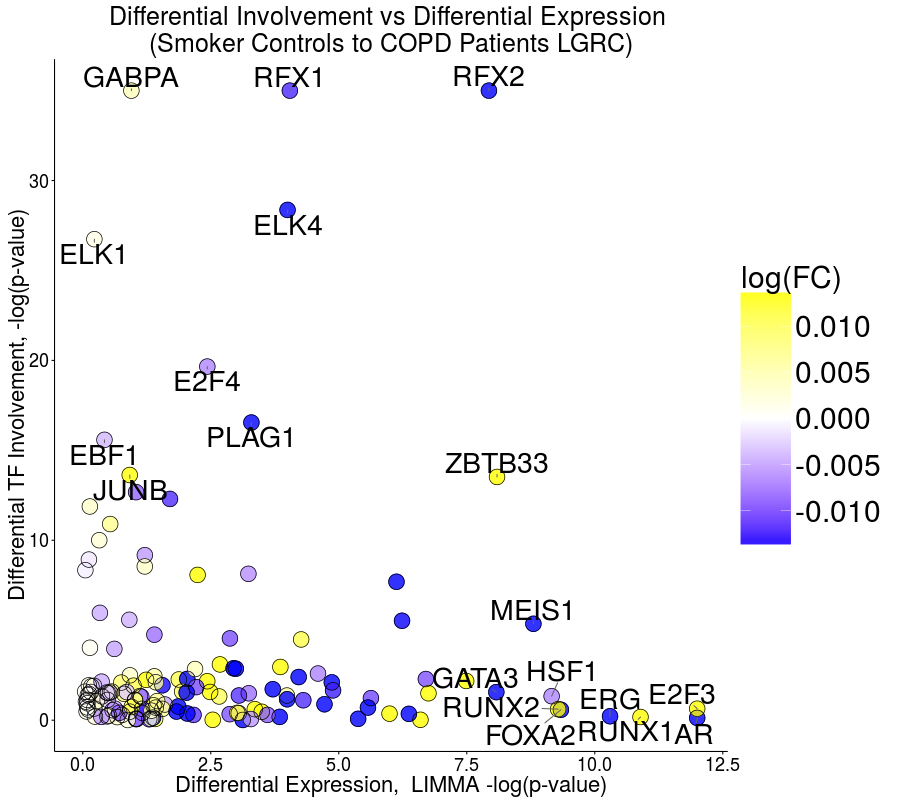 Differential Involvement vs Differential Expression
(Smoker Controls to COPD Patients LGRC)
GABPA
RFX1
RFX2
30
ELK4
ELK1
20
E2F4
PLAG1
EBF1
ZBTB33
JUNB
10
MEIS1
GATA3
HSF1
RUNX2
ERG
E2F3
FOXA2
RUNX1
AR
0
0.0
2.5
5.0
7.5
10.0
12.5
Differential Expression, LIMMA -log(p-value)
Differential TF Involvement, -log(p-value)
log(FC)
0.010
0.005
0.000
-0.005
-0.010